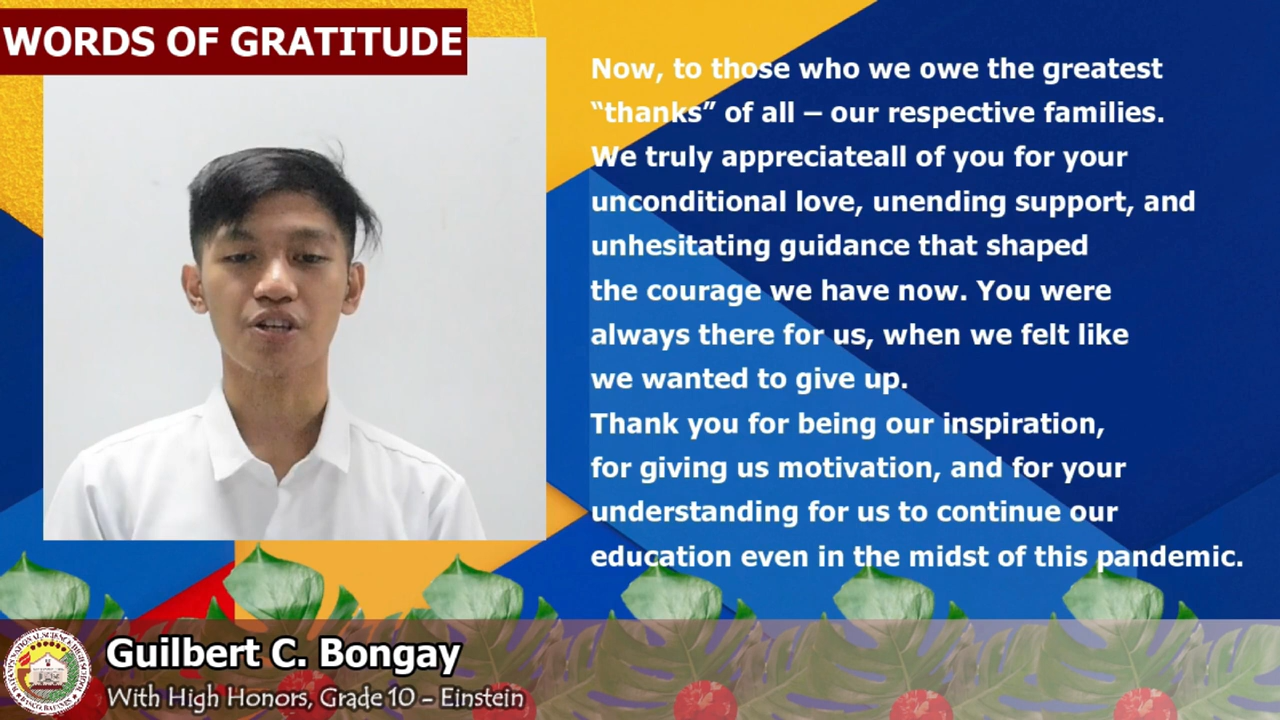 WORDS OF GRATITUDE
Now, to those who we owe the greatest
“thanks” of all – our respective families.
We truly appreciateall of you for your
unconditional love, unending support, and
unhesitating guidance that shaped
the courage we have now. You were
always there for us, when we felt like
we wanted to give up.
Thank you for being our inspiration,
for giving us motivation, and for your
understanding for us to continue our
education even in the midst of this pandemic.
Guilbert C. Bongay
With High Honors, Grade 10 – Einstein